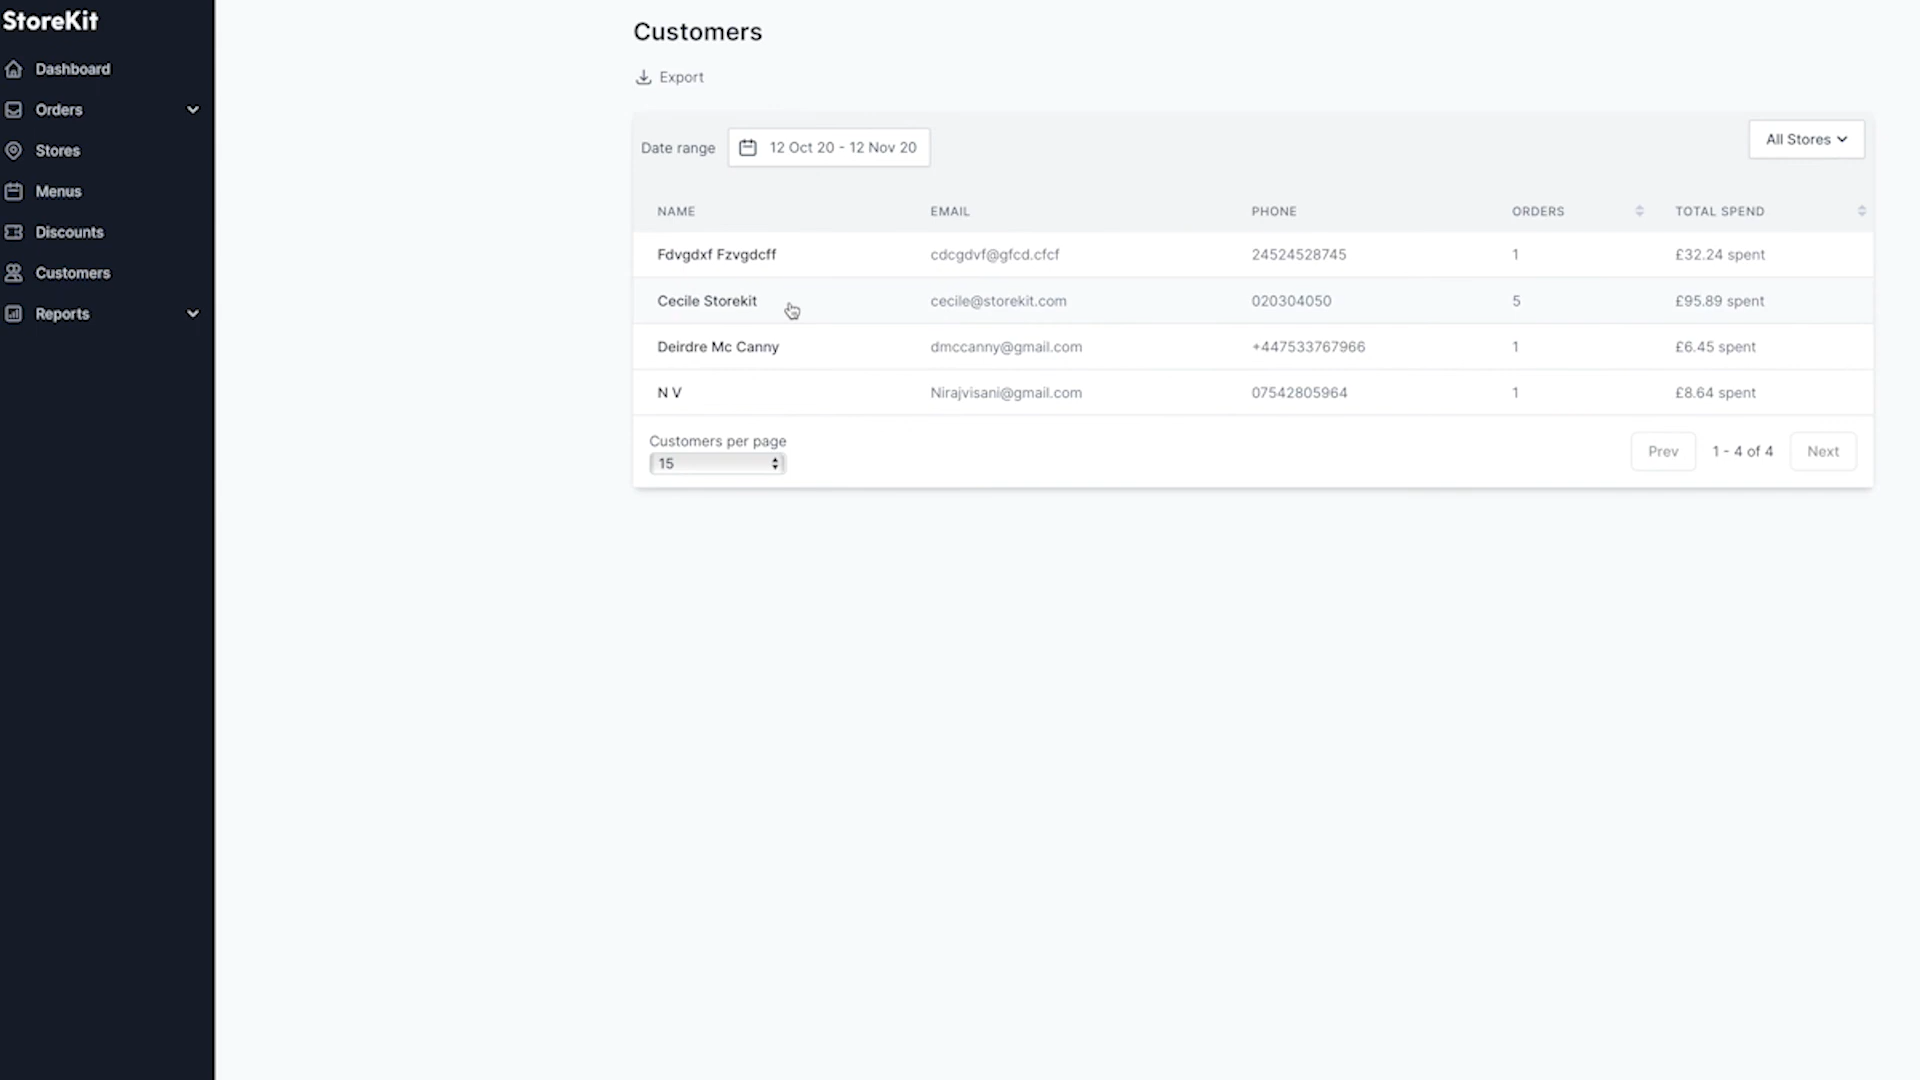 StoreKit
Dashboard
Orders
Stores
Menus
Discounts
Customers
Reports
Customers
Export
Date range 12 Oct 20 - 12 Nov 20 All Stores
NAME EMAIL PHONE ORDERS TOTAL SPEND
Fdvgdxf Fzvgdcff cdcgdvf@gfcd.cfcf 24524528745 1 £32.24 spent
Cecile Storekit cecile@storekit.com 020304050 5 £95.89 spent
Deirdre Mc Canny dmccanny@gmail.com +447533767966 1 £6.45 spent
N V Nirajvisani@gmail.com 07542805964 1 £8.64 spent
Customers per page
15
Prev 1 - 4 of 4 Next